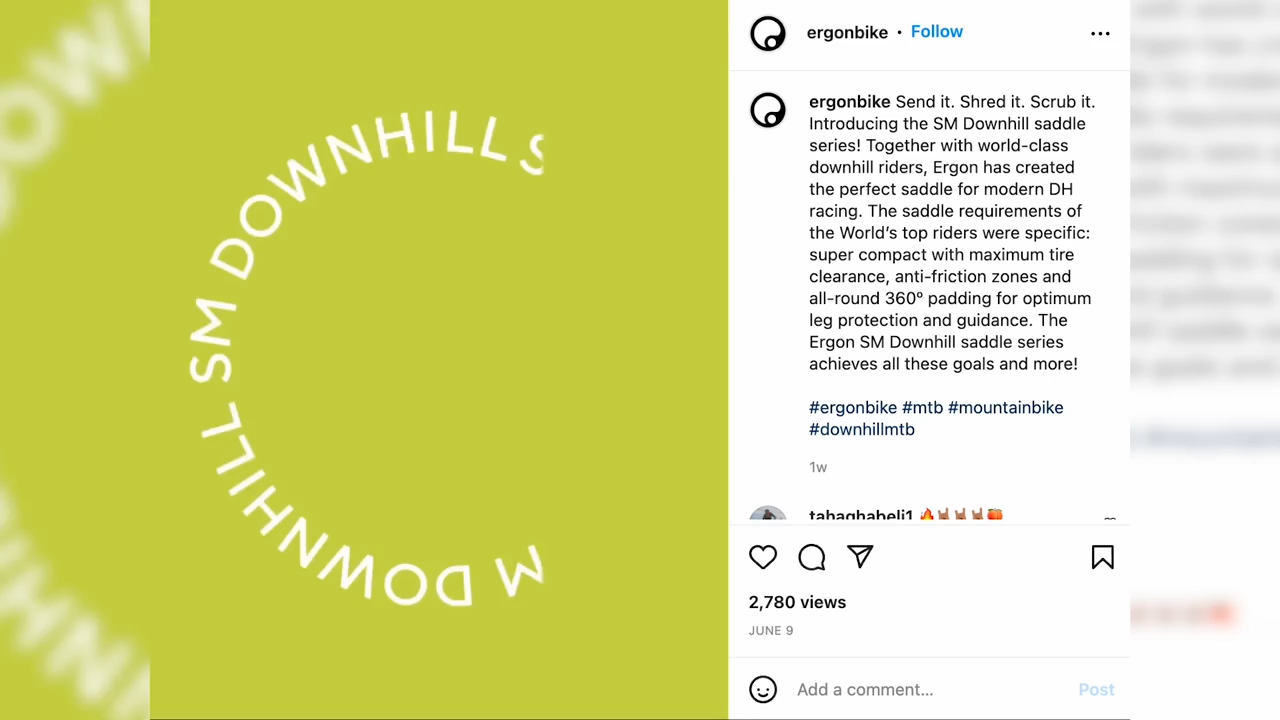 SM DOWNHILL SM DOWNHILL S
ergonbike • Follow
ergonbike Send it. Shred it. Scrub it.
Introducing the SM Downhill saddle
series! Together with world-class
downhill riders, Ergon has created
the perfect saddle for modern DH
racing. The saddle requirements of
the World’s top riders were specific:
super compact with maximum tire
clearance, anti-friction zones and
all-round 360° padding for optimum
leg protection and guidance. The
Ergon SM Downhill saddle series
achieves all these goals and more!
#ergonbike #mtb #mountainbike
#downhillmtb
1w
tahaghabeli1 🔥🤘🏽🤘🏽🤘🏽🍑
2,780 views
JUNE 9
Add a comment...
Post